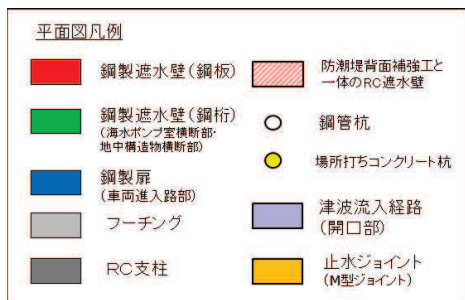 平面図凡例
鋼製遮水壁(鋼板)
鋼製遮水壁(鋼桁)
(海水ポンプ室横断部・
地中構造物横断部)
鋼製扉
(車両進入路部)
フーチング
RC支柱
防潮堤背面補強工と
一体のRC遮水壁
鋼管杭
場所打ちコンクリート杭
津波流入経路
(開口部)
止水ジョイント
(M型ジョイント)